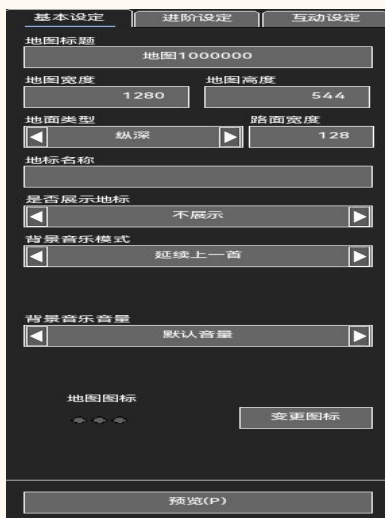 基本设定 进阶设定 互动设定
地图标题
地图1000000
地图宽度 地图高度
1280 544
地面类型 路面宽度
纵深 128
地标名称
是否展示地标
不展示
背景音乐模式
延续上一首
背景音乐音量
默认音量
地图图标
变更图标
预览(P)